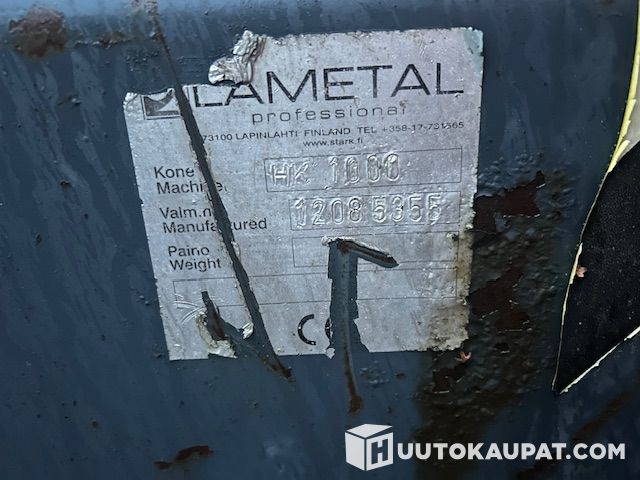 LAMETAL
professional
73100 LAPINLAHTI FINLAND TEL +358-17-731565
www.stark.fi
Kone
Machine
HK 1000
Valm.n
Manufactured
1208 5355
Paino
Weight
CE
HUUTOKAUPAT.COM